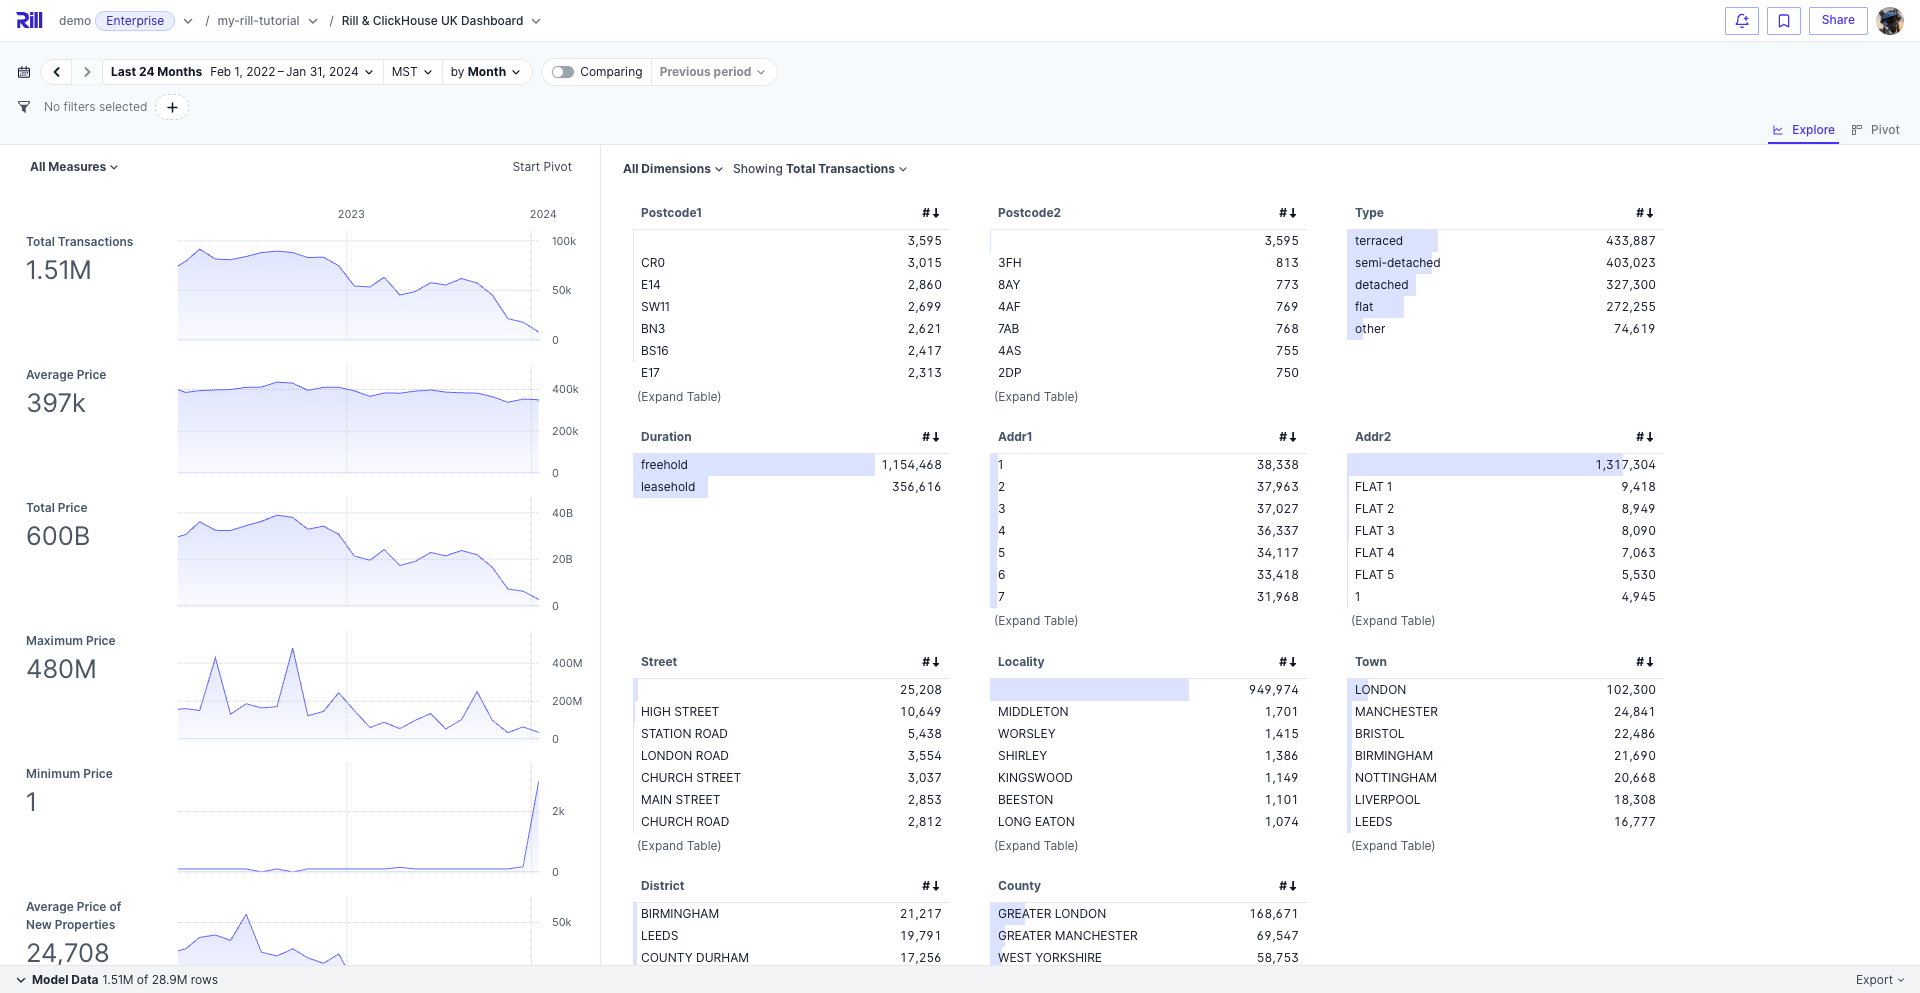 Rill demo Enterprise / my-rill-tutorial / Rill & ClickHouse UK Dashboard Share
Last 24 Months Feb 1, 2022 – Jan 31, 2024 MST by Month Comparing Previous period
No filters selected +
Explore Pivot
All Measures Start Pivot
2023 2024
Total Transactions
1.51M
100k
50k
0
Average Price
397k
400k
200k
0
Total Price
600B
40B
20B
0
Maximum Price
480M
400M
200M
0
Minimum Price
1
2k
0
Average Price of
New Properties
24,708
50k
All Dimensions Showing Total Transactions
Postcode1 #
3,595
CR0 3,015
E14 2,860
SW11 2,699
BN3 2,621
BS16 2,417
E17 2,313
(Expand Table)
Postcode2 #
3,595
3FH 813
8AY 773
4AF 769
7AB 768
4AS 755
2DP 750
(Expand Table)
Type #
terraced 433,887
semi-detached 403,023
detached 327,300
flat 272,255
other 74,619
Duration #
freehold 1,154,468
leasehold 356,616
Addr1 #
1 38,338
2 37,963
3 37,027
4 36,337
5 34,117
6 33,418
7 31,968
(Expand Table)
Addr2 #
1,317,304
FLAT 1 9,418
FLAT 2 8,949
FLAT 3 8,090
FLAT 4 7,063
FLAT 5 5,530
1 4,945
(Expand Table)
Street #
25,208
HIGH STREET 10,649
STATION ROAD 5,438
LONDON ROAD 3,554
CHURCH STREET 3,037
MAIN STREET 2,853
CHURCH ROAD 2,812
(Expand Table)
Locality #
949,974
MIDDLETON 1,701
WORSLEY 1,415
SHIRLEY 1,386
KINGSWOOD 1,149
BEESTON 1,101
LONG EATON 1,074
(Expand Table)
Town #
LONDON 102,300
MANCHESTER 24,841
BRISTOL 22,486
BIRMINGHAM 21,690
NOTTINGHAM 20,668
LIVERPOOL 18,308
LEEDS 16,777
(Expand Table)
District #
BIRMINGHAM 21,217
LEEDS 19,791
COUNTY DURHAM 17,256
County #
GREATER LONDON 168,671
GREATER MANCHESTER 69,547
WEST YORKSHIRE 58,753
Model Data 1.51M of 28.9M rows Export